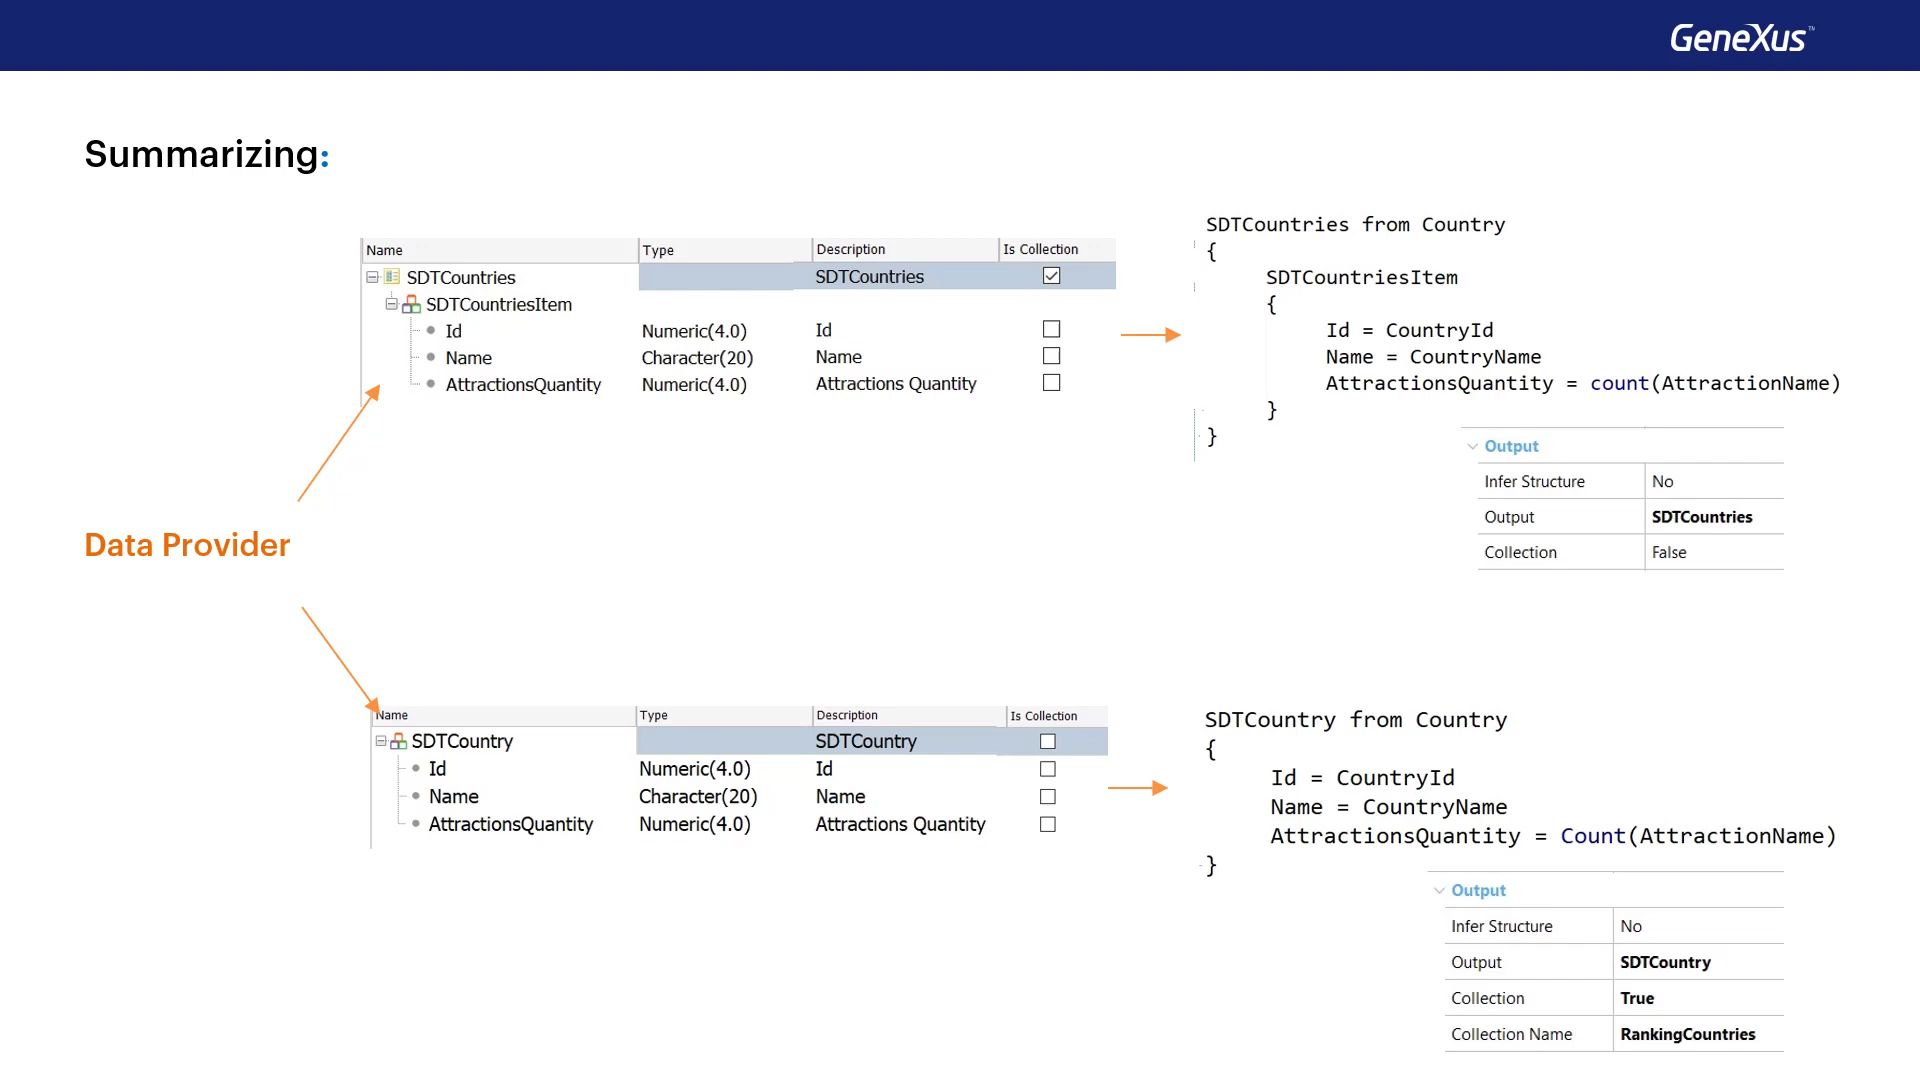 GeneXus™
Summarizing:
Name Type Description Is Collection
SDTCountries SDTCountries
SDTCountriesItem
Id Numeric(4.0) Id
Name Character(20) Name
AttractionsQuantity Numeric(4.0) Attractions Quantity
SDTCountries from Country
{
SDTCountriesItem
{
Id = CountryId
Name = CountryName
AttractionsQuantity = count(AttractionName)
}
}
Output
Infer Structure No
Output SDTCountries
Collection False
Data Provider
Name Type Description Is Collection
SDTCountry SDTCountry
Id Numeric(4.0) Id
Name Character(20) Name
AttractionsQuantity Numeric(4.0) Attractions Quantity
SDTCountry from Country
{
Id = CountryId
Name = CountryName
AttractionsQuantity = Count(AttractionName)
}
Output
Infer Structure No
Output SDTCountry
Collection True
Collection Name RankingCountries